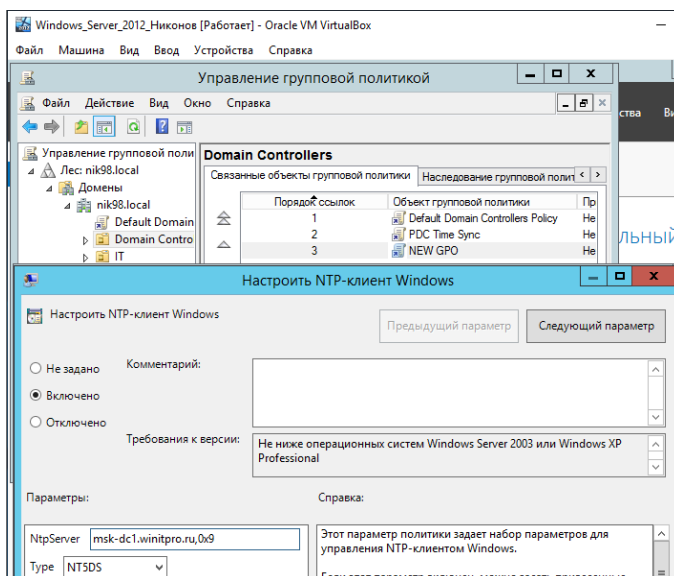 Windows_Server_2012_Никонов [Работает] - Oracle VM VirtualBox
Файл Машина Вид Ввод Устройства Справка
Управление групповой политикой
Файл Действие Вид Окно Справка
ства Ви
Управление групповой поли
Лес: nik98.local
Домены
nik98.local
Default Domain
Domain Contro
IT
Domain Controllers
Связанные объекты групповой политики Наследование групповой полит
Порядок ссылок Объект групповой политики Пр
1 Default Domain Controllers Policy Не
2 PDC Time Sync Не
3 NEW GPO Не
льный
Настроить NTP-клиент Windows
Настроить NTP-клиент Windows
Предыдущий параметр Следующий параметр
Не задано
Включено
Отключено
Комментарий:
Требования к версии:
Не ниже операционных систем Windows Server 2003 или Windows XP
Professional
Параметры:
Справка:
NtpServer msk-dc1.winitpro.ru,0x9
Type NT5DS
Этот параметр политики задает набор параметров для
управления NTP-клиентом Windows.